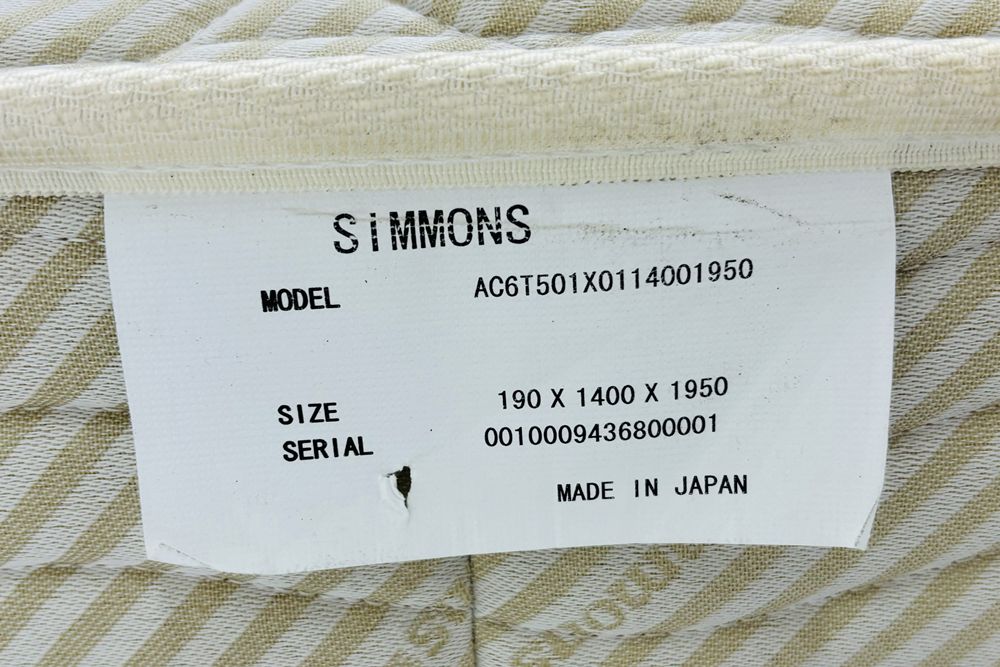 SiMMONS
MODEL AC6T501X0114001950
SIZE 190 X 1400 X 1950
SERIAL 0010009436800001
MADE IN JAPAN